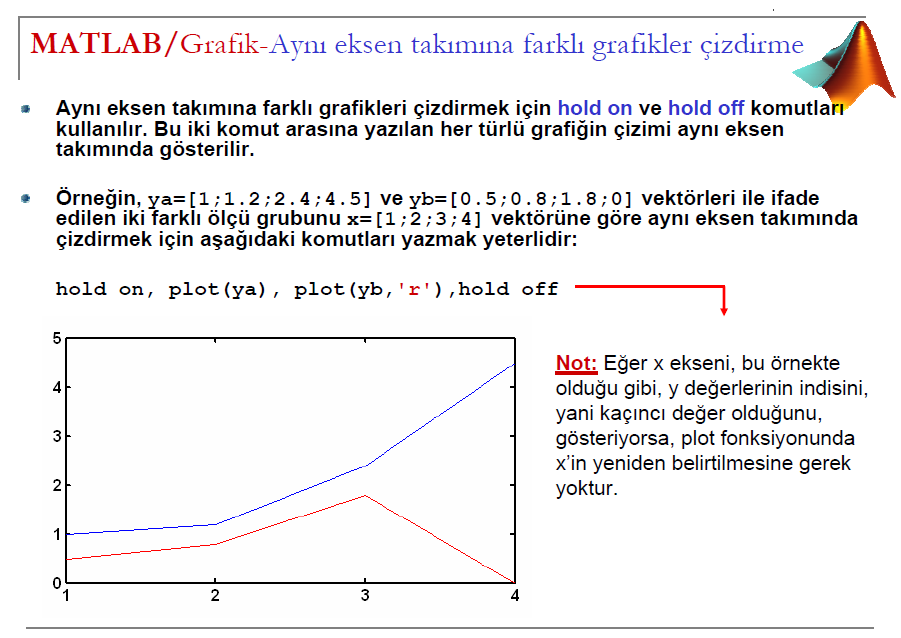 MATLAB/Grafik-Aynı eksen takımına farklı grafikler çizdirme
Aynı eksen takımına farklı grafikleri çizdirmek için hold on ve hold off komutları
kullanılır. Bu iki komut arasına yazılan her türlü grafiğin çizimi aynı eksen
takımında gösterilir.
Örneğin, ya=[1;1.2;2.4;4.5] ve yb=[0.5;0.8;1.8;0] vektörleri ile ifade
edilen iki farklı ölçü grubunu x=[1;2;3;4] vektörüne göre aynı eksen takımında
çizdirmek için aşağıdaki komutları yazmak yeterlidir:
hold on, plot(ya), plot(yb,'r'),hold off
5
4
3
2
1
0
1 2 3 4
Not: Eğer x ekseni, bu örnekte
olduğu gibi, y değerlerinin indisini,
yani kaçıncı değer olduğunu,
gösteriyorsa, plot fonksiyonunda
x’in yeniden belirtilmesine gerek
yoktur.